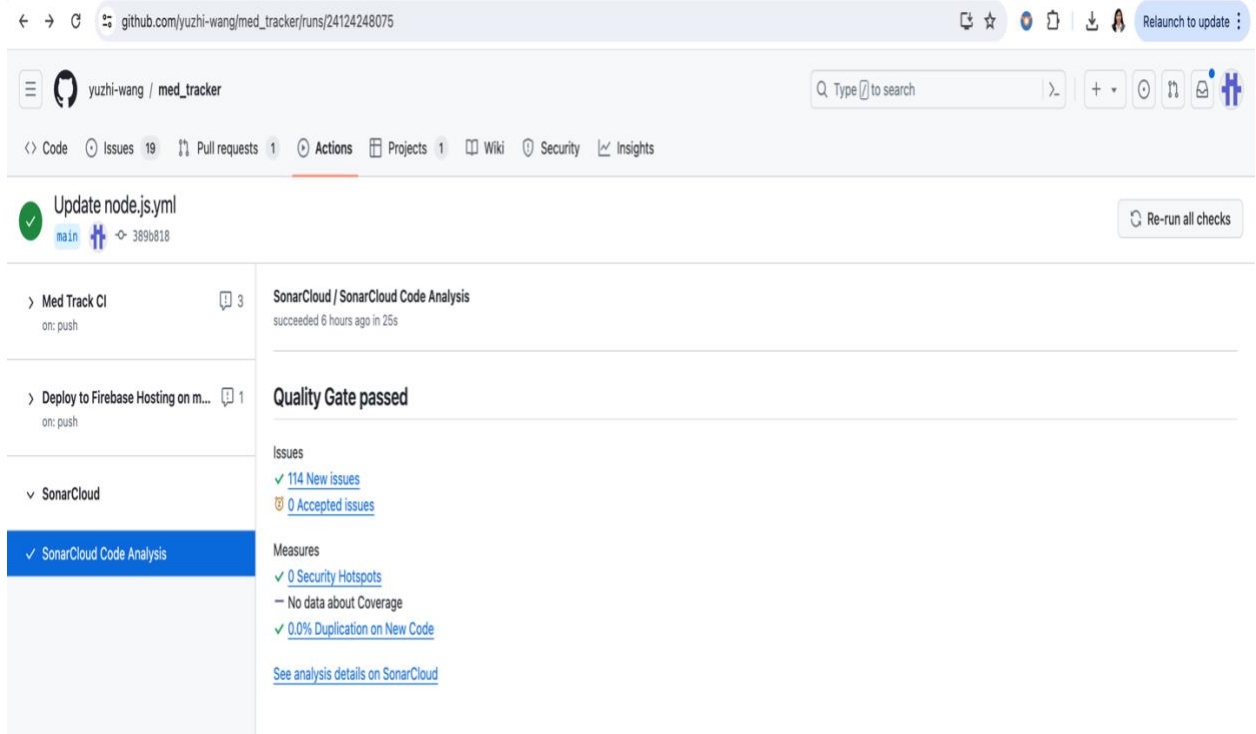 github.com/yuzhi-wang/med_tracker/runs/24124248075
Relaunch to update
yuzhi-wang / med_tracker
Type / to search
Code Issues 19 Pull requests 1 Actions Projects 1 Wiki Security Insights
Update node.js.yml
main 389b818
Re-run all checks
Med Track CI 3
on: push
Deploy to Firebase Hosting on m... 1
on: push
SonarCloud
SonarCloud Code Analysis
SonarCloud / SonarCloud Code Analysis
succeeded 6 hours ago in 25s
Quality Gate passed
Issues
114 New issues
0 Accepted issues
Measures
0 Security Hotspots
No data about Coverage
0.0% Duplication on New Code
See analysis details on SonarCloud